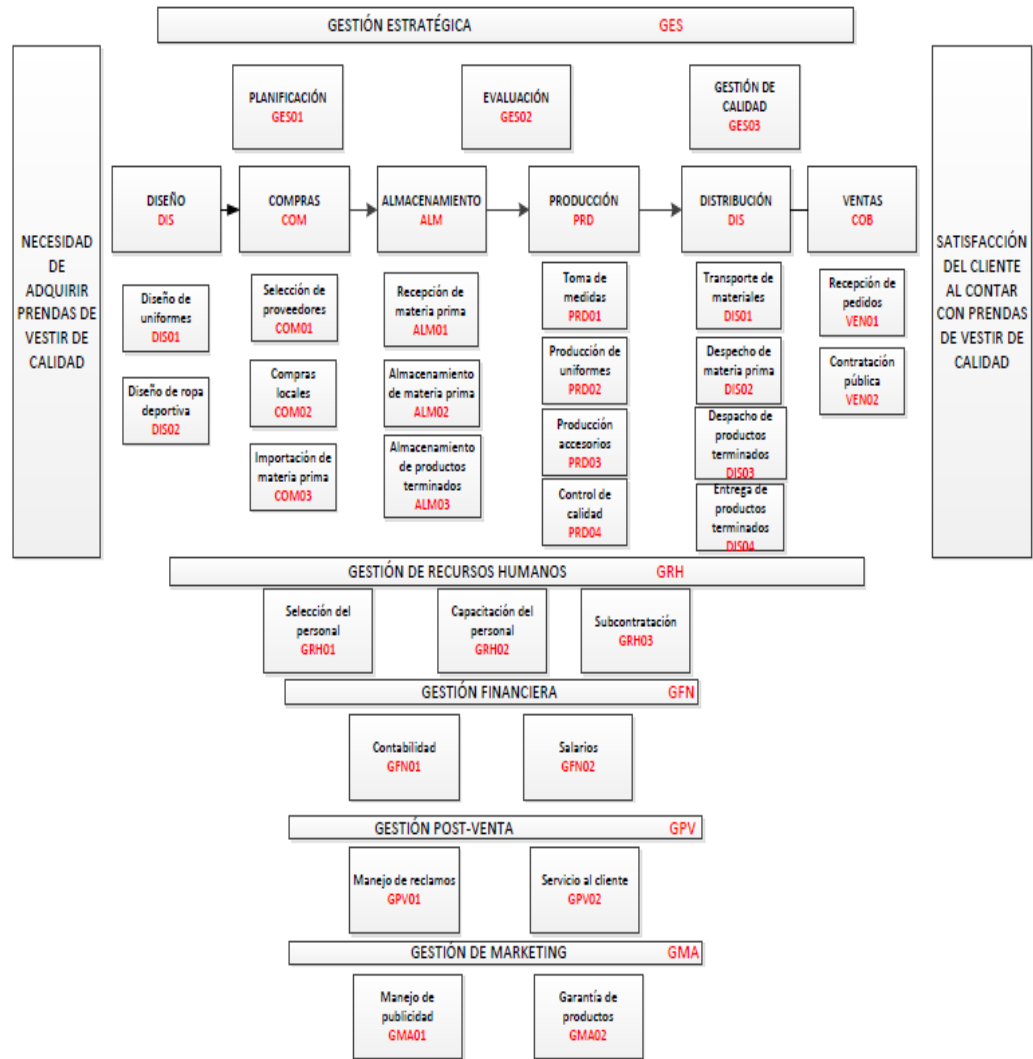 GESTIÓN ESTRATÉGICA GES
NECESIDAD
DE
ADQUIRIR
PRENDAS DE
VESTIR DE
CALIDAD
PLANIFICACIÓN
GES01
EVALUACIÓN
GES02
GESTIÓN DE
CALIDAD
GES03
DISEÑO
DIS
COMPRAS
COM
ALMACENAMIENTO
ALM
PRODUCCIÓN
PRD
DISTRIBUCIÓN
DIS
VENTAS
COB
Diseño de
uniformes
DIS01
Diseño de ropa
deportiva
DIS02
Selección de
proveedores
COM01
Compras
locales
COM02
Importación de
materia prima
COM03
Recepción de
materia prima
ALM01
Almacenamiento
de materia prima
ALM02
Almacenamiento
de productos
terminados
ALM03
Toma de
medidas
PRD01
Producción de
uniformes
PRD02
Producción
accesorios
PRD03
Control de
calidad
PRD04
Transporte de
materiales
DIS01
Despecho de
materia prima
DIS02
Despacho de
productos
terminados
DIS03
Entrega de
productos
terminados
DIS04
Recepción de
pedidos
VEN01
Contratación
pública
VEN02
SATISFACCIÓN
DEL CLIENTE
AL CONTAR
CON PRENDAS
DE VESTIR DE
CALIDAD
GESTIÓN DE RECURSOS HUMANOS GRH
Selección del
personal
GRH01
Capacitación del
personal
GRH02
Subcontratación
GRH03
GESTIÓN FINANCIERA GFN
Contabilidad
GFN01
Salarios
GFN02
GESTIÓN POST-VENTA GPV
Manejo de reclamos
GPV01
Servicio al cliente
GPV02
GESTIÓN DE MARKETING GMA
Manejo de
publicidad
GMA01
Garantía de
productos
GMA02